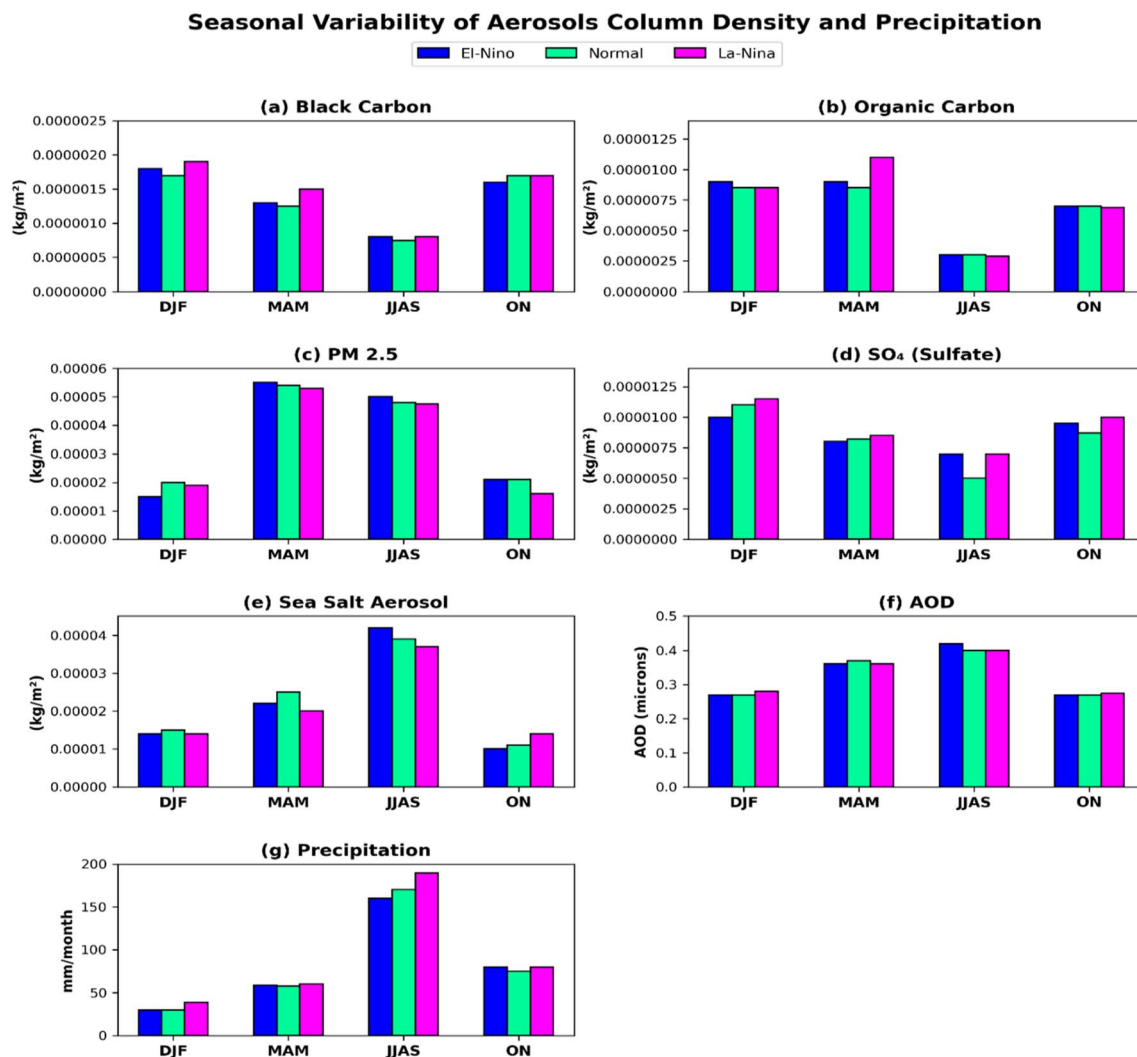 Seasonal Variability of Aerosols Column Density and Precipitation
El-Nino Normal La-Nina
(a) Black Carbon
(kg/m²)
0.0000025
0.0000020
0.0000015
0.0000010
0.0000005
0.0000000
DJF MAM JJAS ON
(b) Organic Carbon
(kg/m²)
0.0000125
0.0000100
0.0000075
0.0000050
0.0000025
0.0000000
DJF MAM JJAS ON
(c) PM 2.5
(kg/m²)
0.00006
0.00005
0.00004
0.00003
0.00002
0.00001
0.00000
DJF MAM JJAS ON
(d) SO₄ (Sulfate)
(kg/m²)
0.0000125
0.0000100
0.0000075
0.0000050
0.0000025
0.0000000
DJF MAM JJAS ON
(e) Sea Salt Aerosol
(kg/m²)
0.00004
0.00003
0.00002
0.00001
0.00000
DJF MAM JJAS ON
(f) AOD
AOD (microns)
0.5
0.4
0.3
0.2
0.1
0.0
DJF MAM JJAS ON
(g) Precipitation
mm/month
200
150
100
50
0
DJF MAM JJAS ON